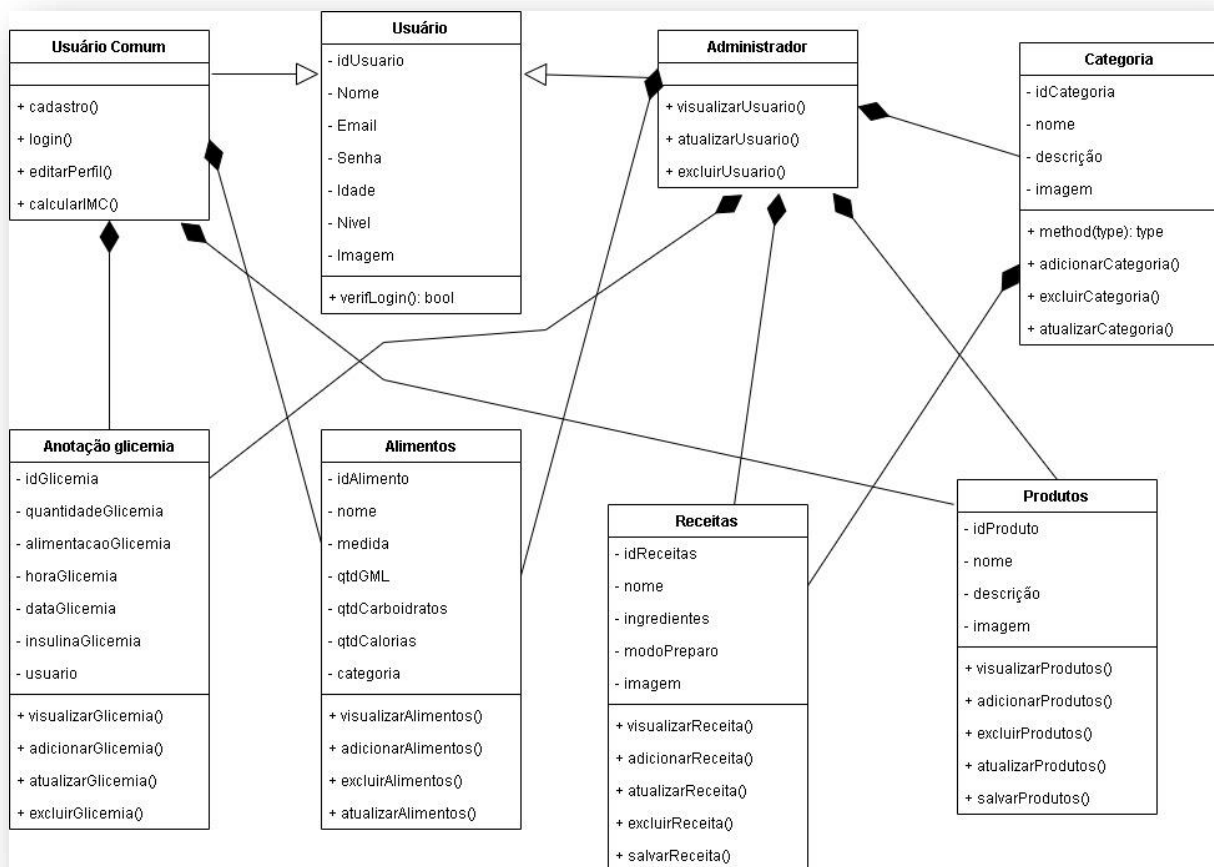 Usuário Comum
+ cadastro()
+ login()
+ editarPerfil()
+ calcularIMC()
Usuário
- idUsuario
- Nome
- Email
- Senha
- Idade
- Nivel
- Imagem
+ verifLogin(): bool
Administrador
+ visualizarUsuario()
+ atualizarUsuario()
+ excluirUsuario()
Categoria
- idCategoria
- nome
- descrição
- imagem
+ method(type): type
+ adicionarCategoria()
+ excluirCategoria()
+ atualizarCategoria()
Anotação glicemia
- idGlicemia
- quantidadeGlicemia
- alimentacaoGlicemia
- horaGlicemia
- dataGlicemia
- insulinaGlicemia
- usuario
+ visualizarGlicemia()
+ adicionarGlicemia()
+ atualizarGlicemia()
+ excluirGlicemia()
Alimentos
- idAlimento
- nome
- medida
- qtdGML
- qtdCarboidratos
- qtdCalorias
- categoria
+ visualizarAlimentos()
+ adicionarAlimentos()
+ excluirAlimentos()
+ atualizarAlimentos()
Receitas
- idReceitas
- nome
- ingredientes
- modoPreparo
- imagem
+ visualizarReceita()
+ adicionarReceita()
+ atualizarReceita()
+ excluirReceita()
+ salvarReceita()
Produtos
- idProduto
- nome
- descrição
- imagem
+ visualizarProdutos()
+ adicionarProdutos()
+ excluirProdutos()
+ atualizarProdutos()
+ salvarProdutos()